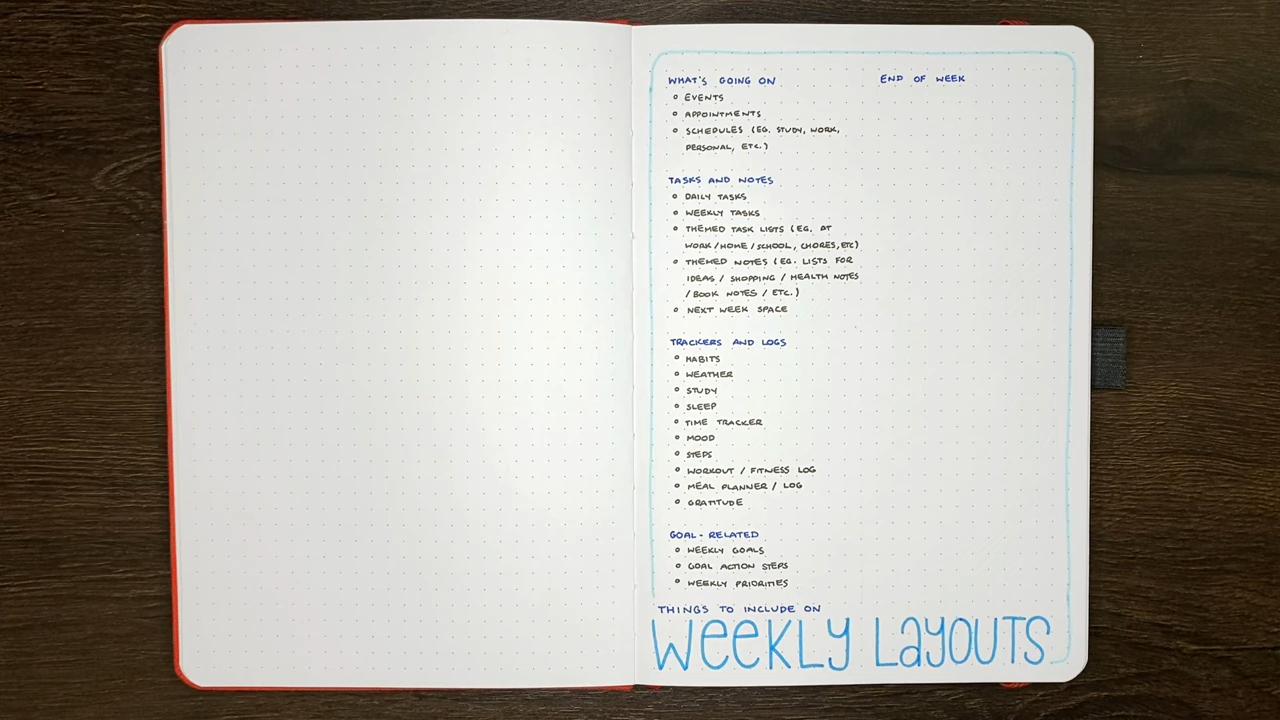 WHAT'S GOING ON
EVENTS
APPOINTMENTS
SCHEDULES (EG. STUDY, WORK,
PERSONAL, ETC.)
TASKS AND NOTES
DAILY TASKS
WEEKLY TASKS
THEMED TASK LISTS (EG. AT
WORK/HOME/SCHOOL, CHORES, ETC)
THEMED NOTES (EG. LISTS FOR
IDEAS / SHOPPING / HEALTH NOTES
/ BOOK NOTES / ETC.)
NEXT WEEK SPACE
TRACKERS AND LOGS
HABITS
WEATHER
STUDY
SLEEP
TIME TRACKER
MOOD
STEPS
WORKOUT / FITNESS LOG
MEAL PLANNER / LOG
GRATITUDE
GOAL-RELATED
WEEKLY GOALS
GOAL ACTION STEPS
WEEKLY PRIORITIES
END OF WEEK
THINGS TO INCLUDE ON
WeeKLY LayOUTS